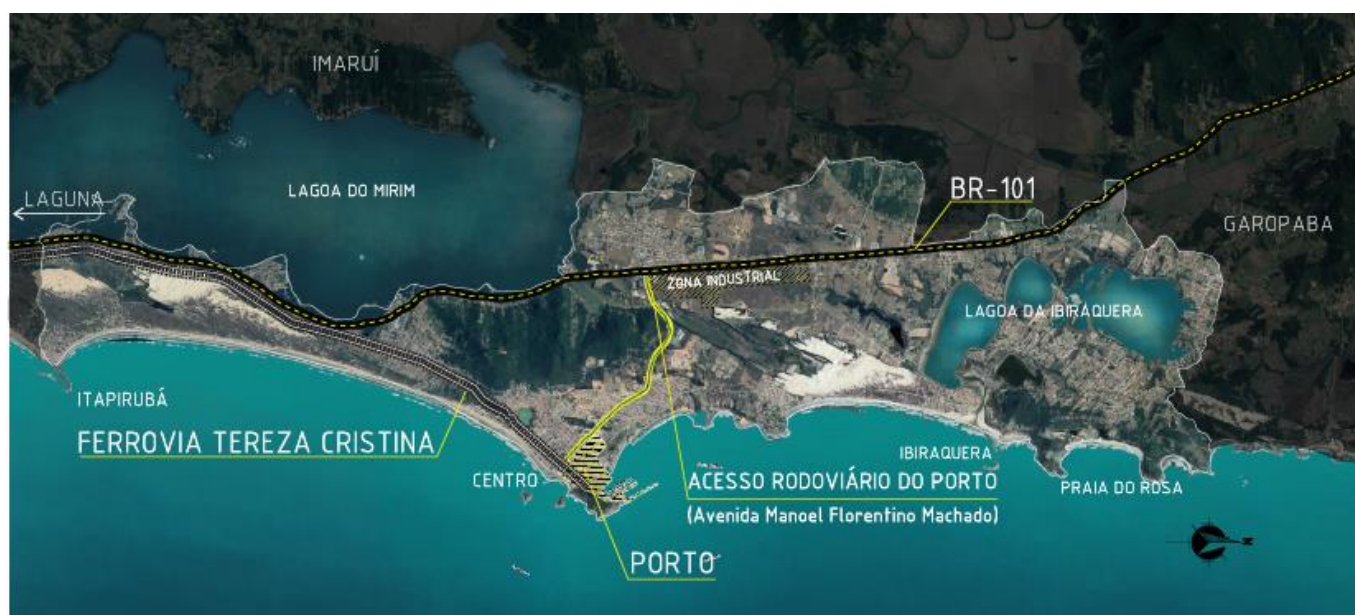 IMARUÍ
LAGOA DO MIRIM
LAGUNA
BR-101
GAROPABA
ZONA INDUSTRIAL
LAGOA DA IBIRAQUERA
ITAPIRUBÁ
FERROVIA TEREZA CRISTINA
CENTRO
IBIRAQUERA
ACESSO RODOVIÁRIO DO PORTO
(Avenida Manoel Florentino Machado)
PRAIA DO ROSA
PORTO
N